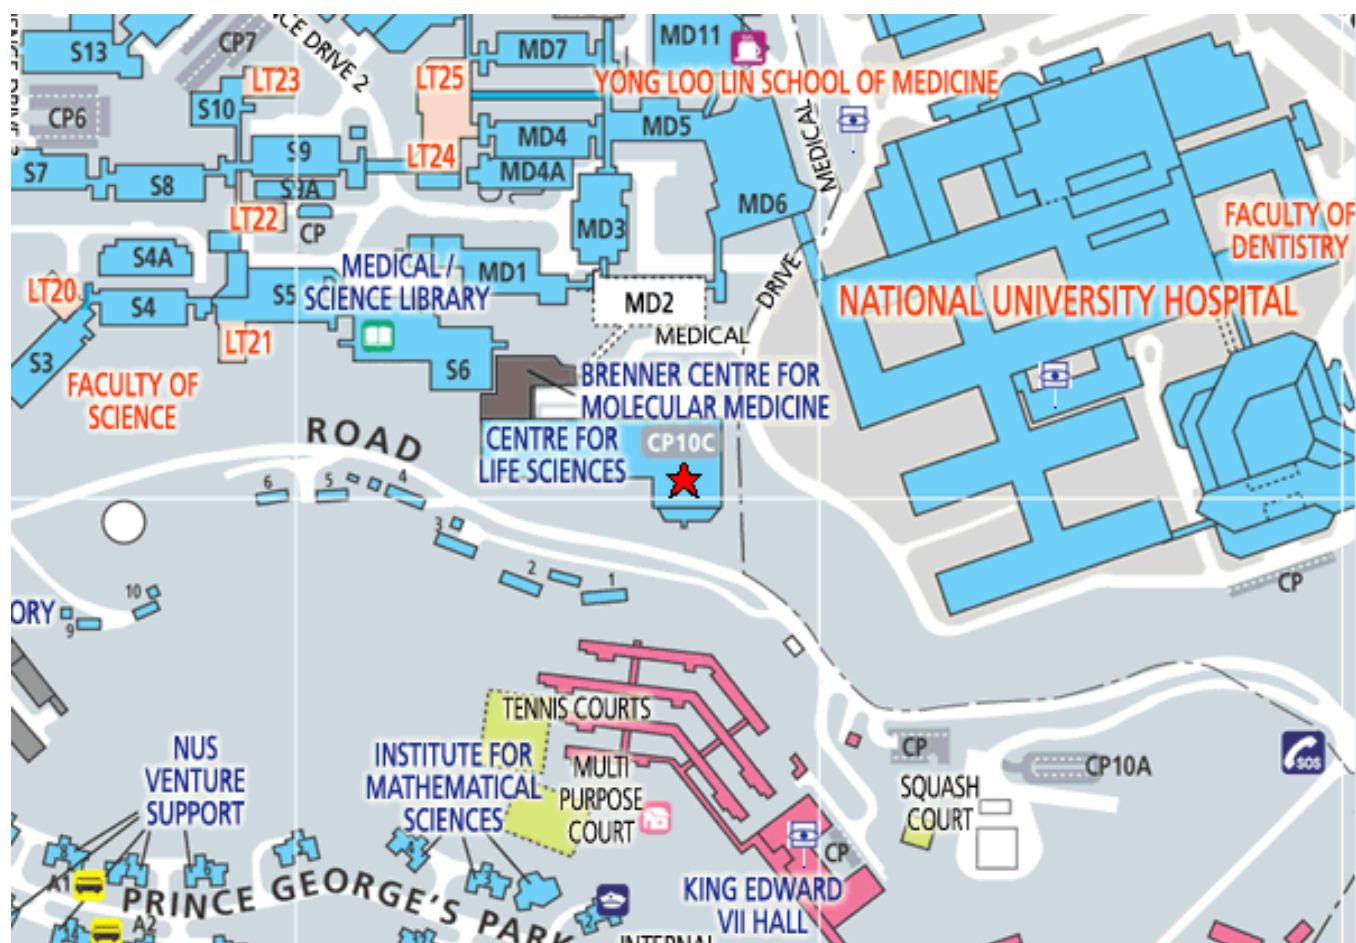 S13
CP7
NCE DRIVE 2
MD7
MD11
YONG LOO LIN SCHOOL OF MEDICINE
LT23
LT25
S10
CP6
MD4
MD5
MEDICAL
S9
LT24
MD4A
S7
S8
S9A
MD6
LT22
CP
MD3
FACULTY OF
DENTISTRY
S4A
MEDICAL /
SCIENCE LIBRARY
MD1
DRIVE
LT20
S4
S5
MD2
NATIONAL UNIVERSITY HOSPITAL
LT21
MEDICAL
S3
S6
FACULTY OF
SCIENCE
BRENNER CENTRE FOR
MOLECULAR MEDICINE
ROAD
CENTRE FOR
LIFE SCIENCES
CP10C
6
5
4
3
2
1
10
9
ORY
CP
TENNIS COURTS
NUS
VENTURE
SUPPORT
INSTITUTE FOR
MATHEMATICAL
SCIENCES
MULTI
PURPOSE
COURT
CP
CP10A
SQUASH
COURT
SOS
CP
KING EDWARD
VII HALL
A1
PRINCE GEORGE'S PARK
A2
INTERNAL